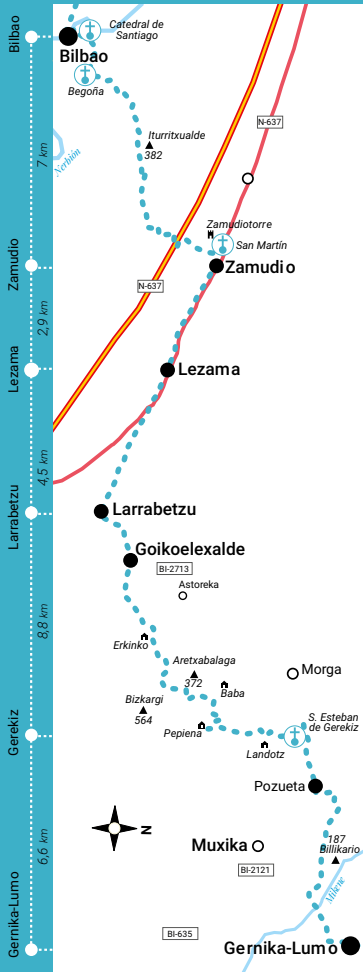 Bilbao
7 km
Zamudio
2,9 km
Lezama
4,5 km
Larrabetzu
8,8 km
Gerekiz
6,6 km
Gernika-Lumo
Catedral de
Santiago
Bilbao
Begoña
Nerbión
Iturritxualde
382
N-637
Zamudiotorre
San Martín
Zamudio
N-637
Lezama
Larrabetzu
Goikoelexalde
BI-2713
Astoreka
Erkinko
Aretxabalaga
372
Morga
Baba
Bizkargi
564
Pepiena
S. Esteban
de Gerekiz
Landotz
Pozueta
N
Muxika
187
Billikario
BI-2121
BI-635
Gernika-Lumo